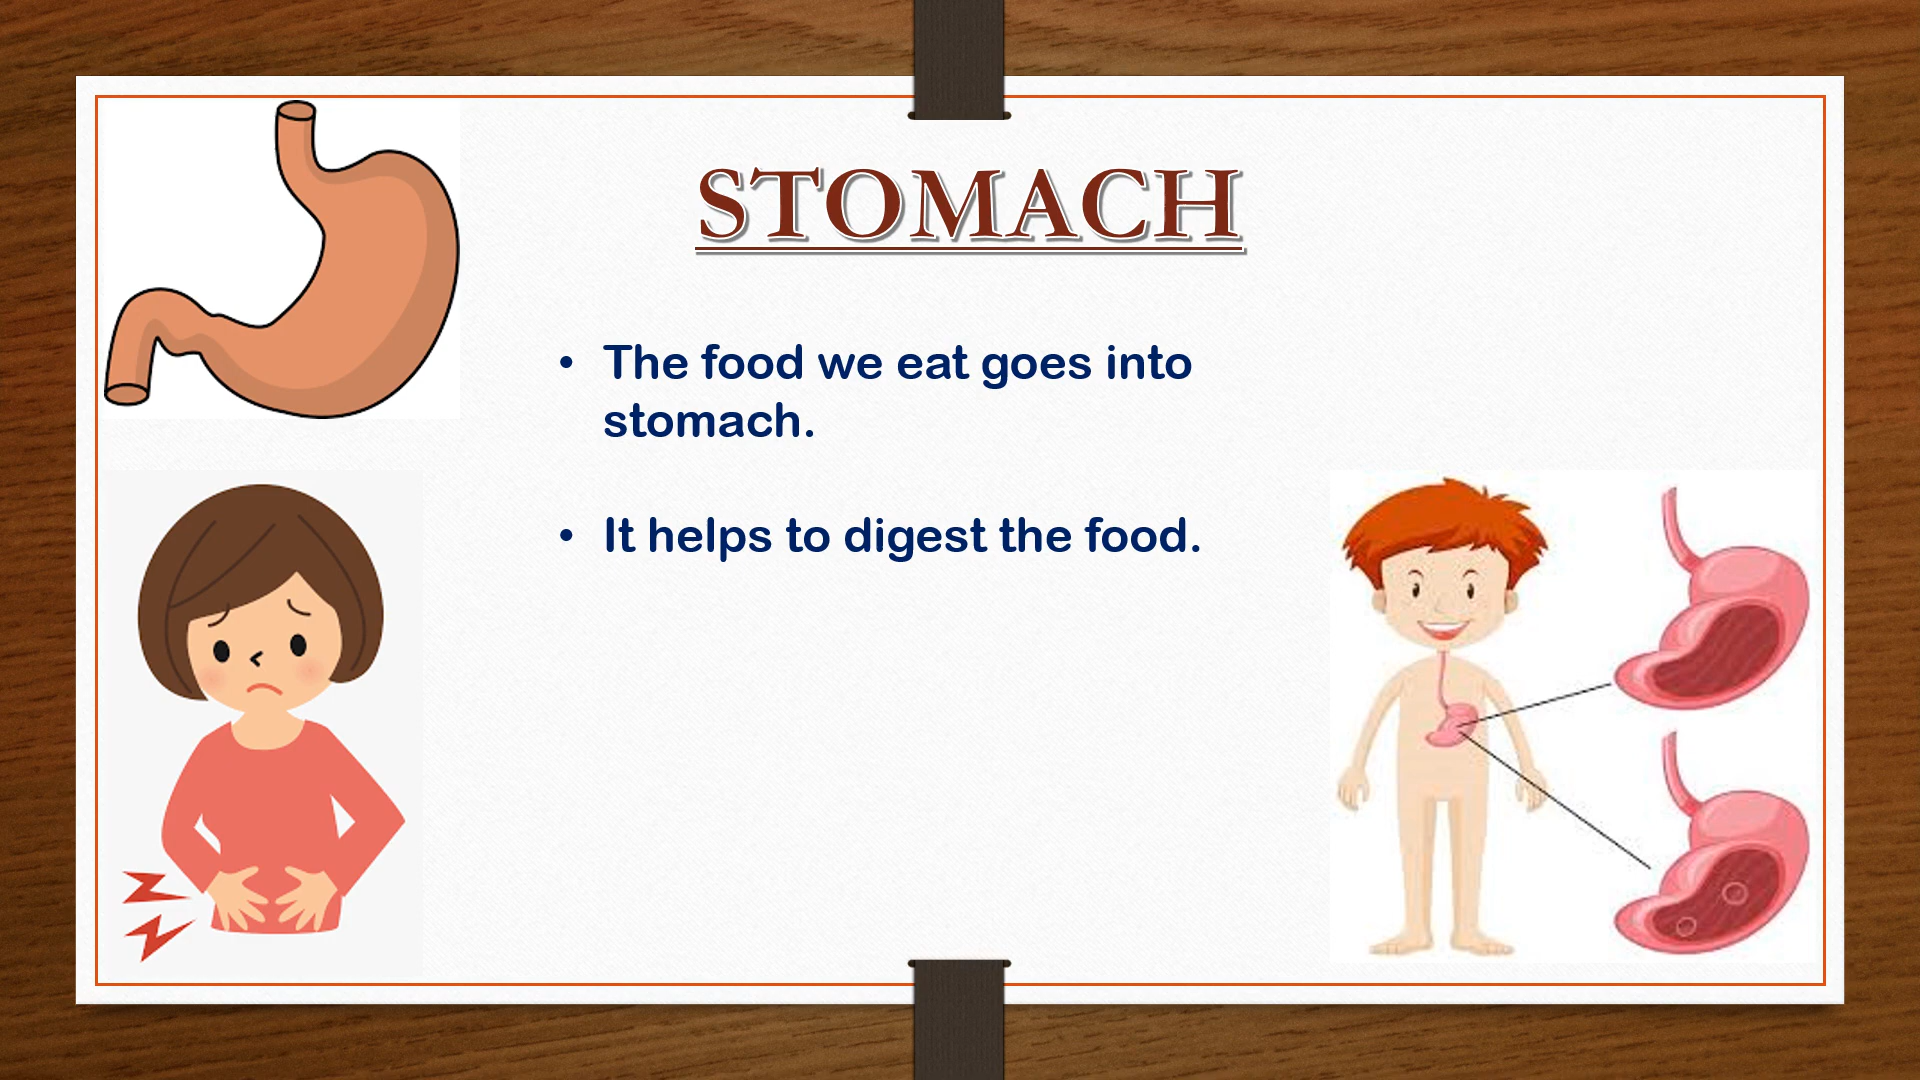 STOMACH
• The food we eat goes into
stomach.
• It helps to digest the food.